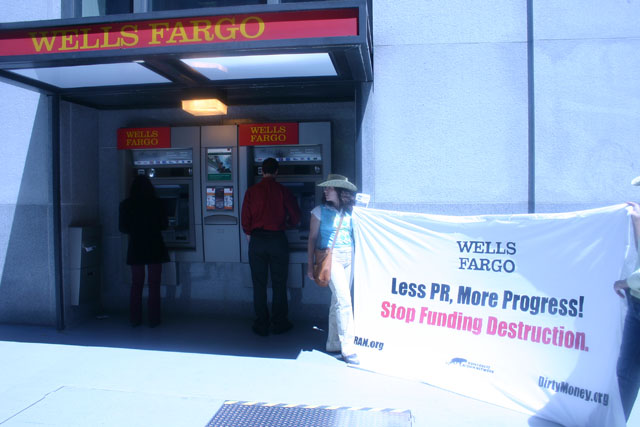 WELLS FARGO
WELLS
FARGO
WELLS
FARGO
WELLS
FARGO
Less PR, More Progress!
Stop Funding Destruction.
RAN.org
DirtyMoney.org